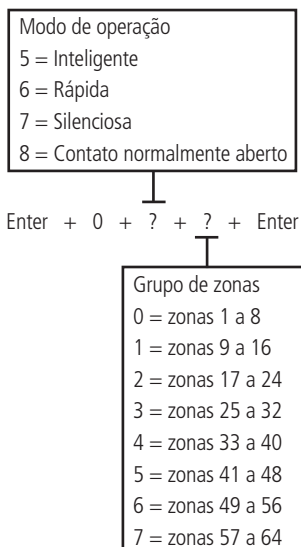 Modo de operação
5 = Inteligente
6 = Rápida
7 = Silenciosa
8 = Contato normalmente aberto
Enter + 0 + ? + ? + Enter
Grupo de zonas
0 = zonas 1 a 8
1 = zonas 9 a 16
2 = zonas 17 a 24
3 = zonas 25 a 32
4 = zonas 33 a 40
5 = zonas 41 a 48
6 = zonas 49 a 56
7 = zonas 57 a 64